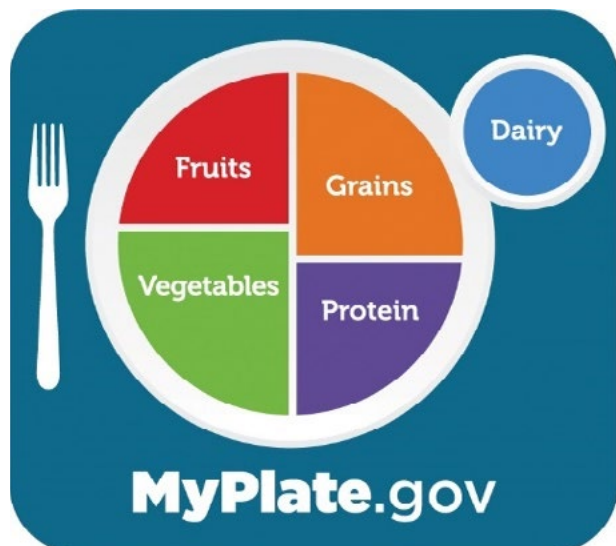 Fruits
Grains
Dairy
Vegetables
Protein
MyPlate.gov